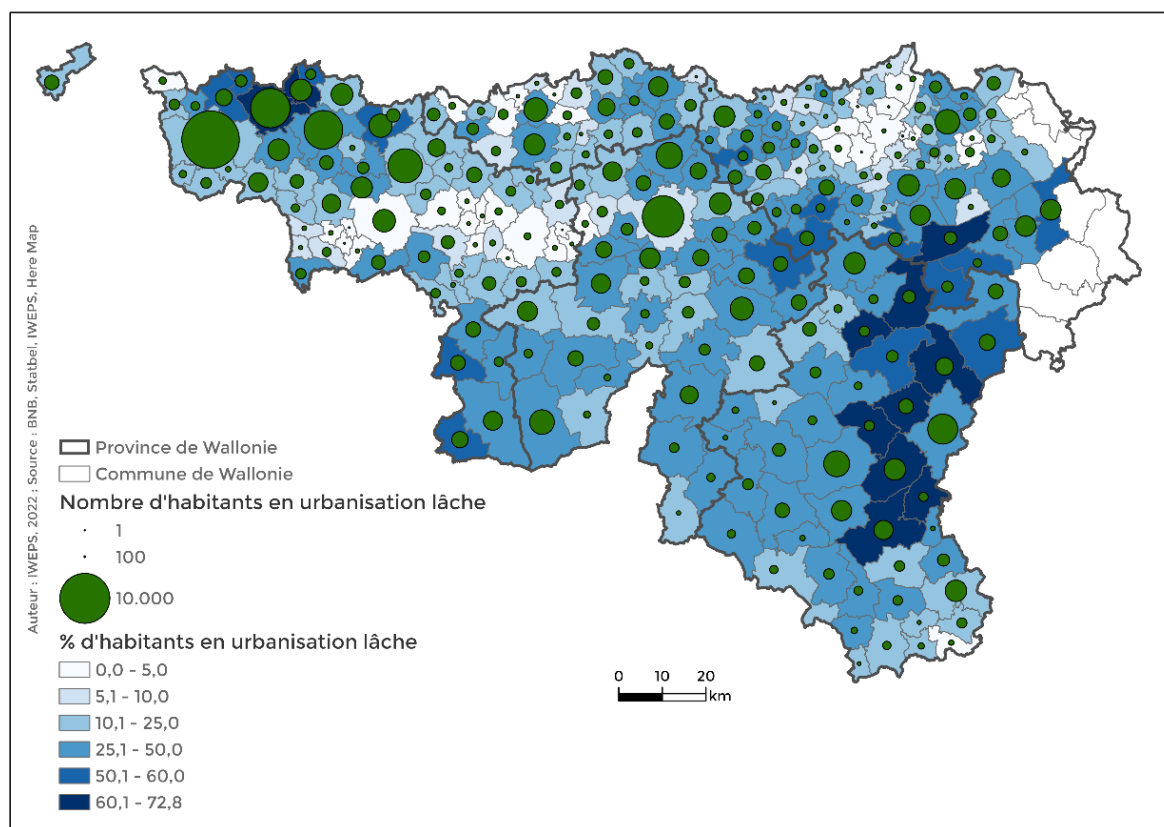 Auteur : IWEPS, 2022 ; Source : BNB, Statbel, IWEPS, Here Map
Province de Wallonie
Commune de Wallonie
Nombre d'habitants en urbanisation lâche
1
100
10.000
% d'habitants en urbanisation lâche
0,0 - 5,0
5,1 - 10,0
10,1 - 25,0
25,1 - 50,0
50,1 - 60,0
60,1 - 72,8
0 10 20
km